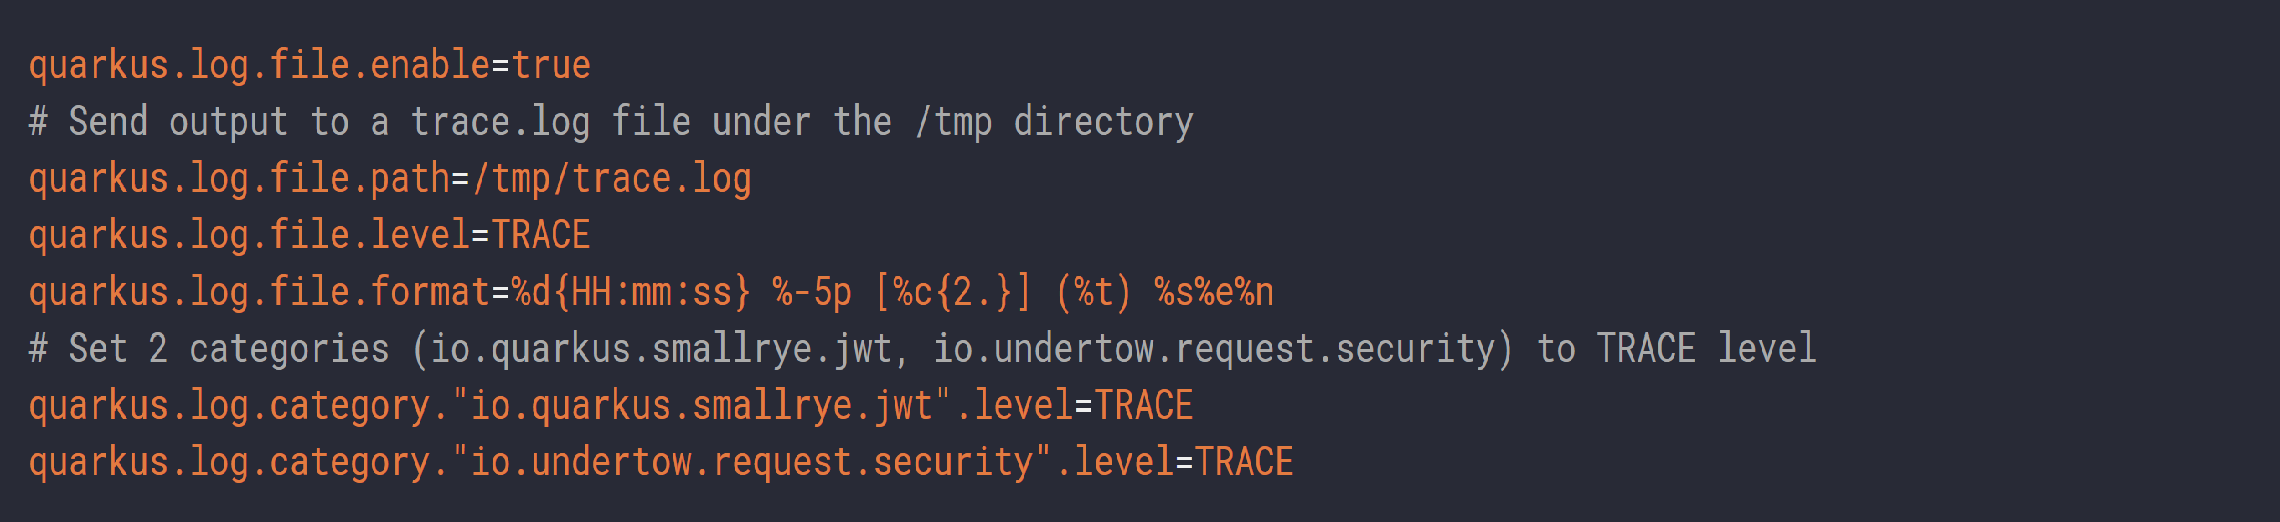 quarkus.log.file.enable=true
# Send output to a trace.log file under the /tmp directory
quarkus.log.file.path=/tmp/trace.log
quarkus.log.file.level=TRACE
quarkus.log.file.format=%d{HH:mm:ss} %-5p [%c{2.}] (%t) %s%e%n
# Set 2 categories (io.quarkus.smallrye.jwt, io.undertow.request.security) to TRACE level
quarkus.log.category."io.quarkus.smallrye.jwt".level=TRACE
quarkus.log.category."io.undertow.request.security".level=TRACE